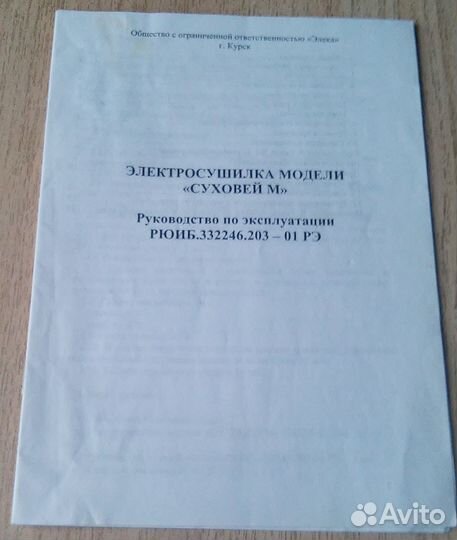 Общество с ограниченной ответственностью «Элека»
г. Курск
ЭЛЕКТРОСУШИЛКА МОДЕЛИ
«СУХОВЕЙ М»
Руководство по эксплуатации
РЮИБ.332246.203 – 01 РЭ
Avito